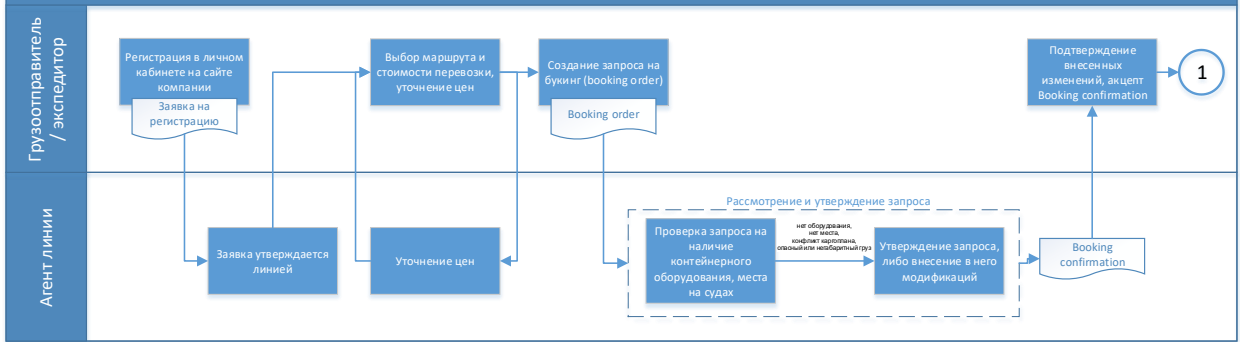 Грузоотправитель
/ экспедитор
Регистрация в личном
кабинете на сайте
компании
Заявка на
регистрацию
Выбор маршрута и
стоимости перевозки,
уточнение цен
Создание запроса на
букинг (booking order)
Booking order
Подтверждение
внесенных
изменений, акцепт
Booking confirmation
1
Агент линии
Заявка утверждается
линией
Уточнение цен
Рассмотрение и утверждение запроса
Проверка запроса на
наличие
контейнерного
оборудования, места
на судах
нет оборудования,
нет места,
конфликт каргоплана,
опасный или негабаритный груз
Утверждение запроса,
либо внесение в него
модификаций
Booking
confirmation